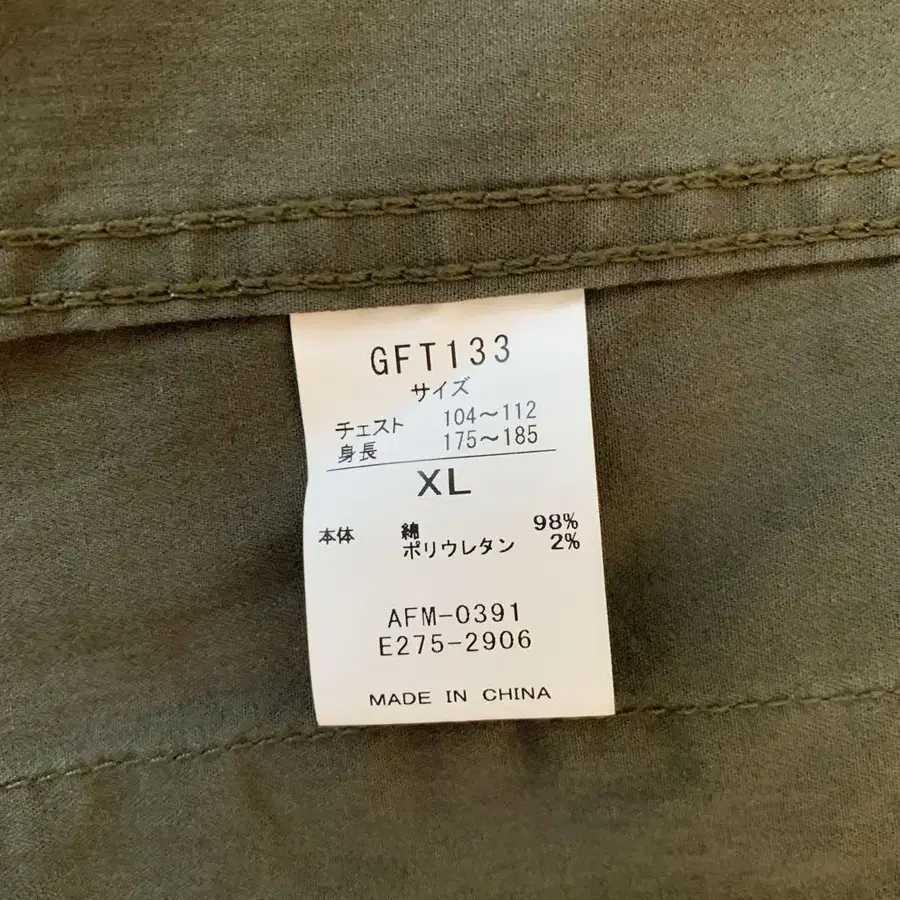 GFT133
サイズ
チェスト 104～112
身長 175～185
XL
本体 綿 98%
ポリウレタン 2%
AFM-0391
E275-2906
MADE IN CHINA